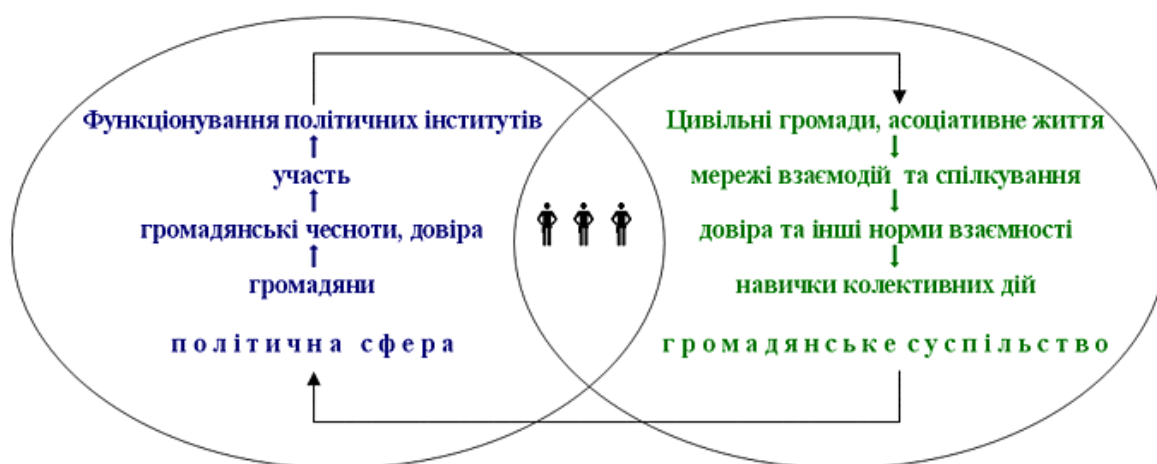 Функціонування політичних інститутів
участь
громадянські чесноти, довіра
громадяни
політична сфера
Цивільні громади, асоціативне життя
мережі взаємодій та спілкування
довіра та інші норми взаємності
навички колективних дій
громадянське суспільство